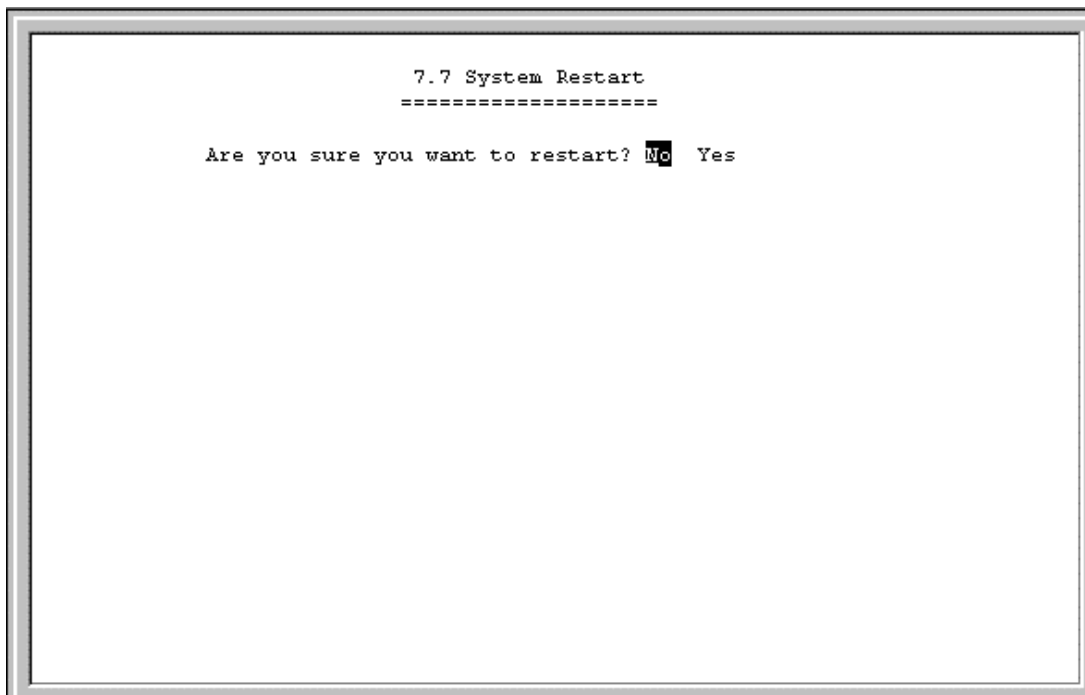 7.7 System Restart
====================
Are you sure you want to restart? No Yes